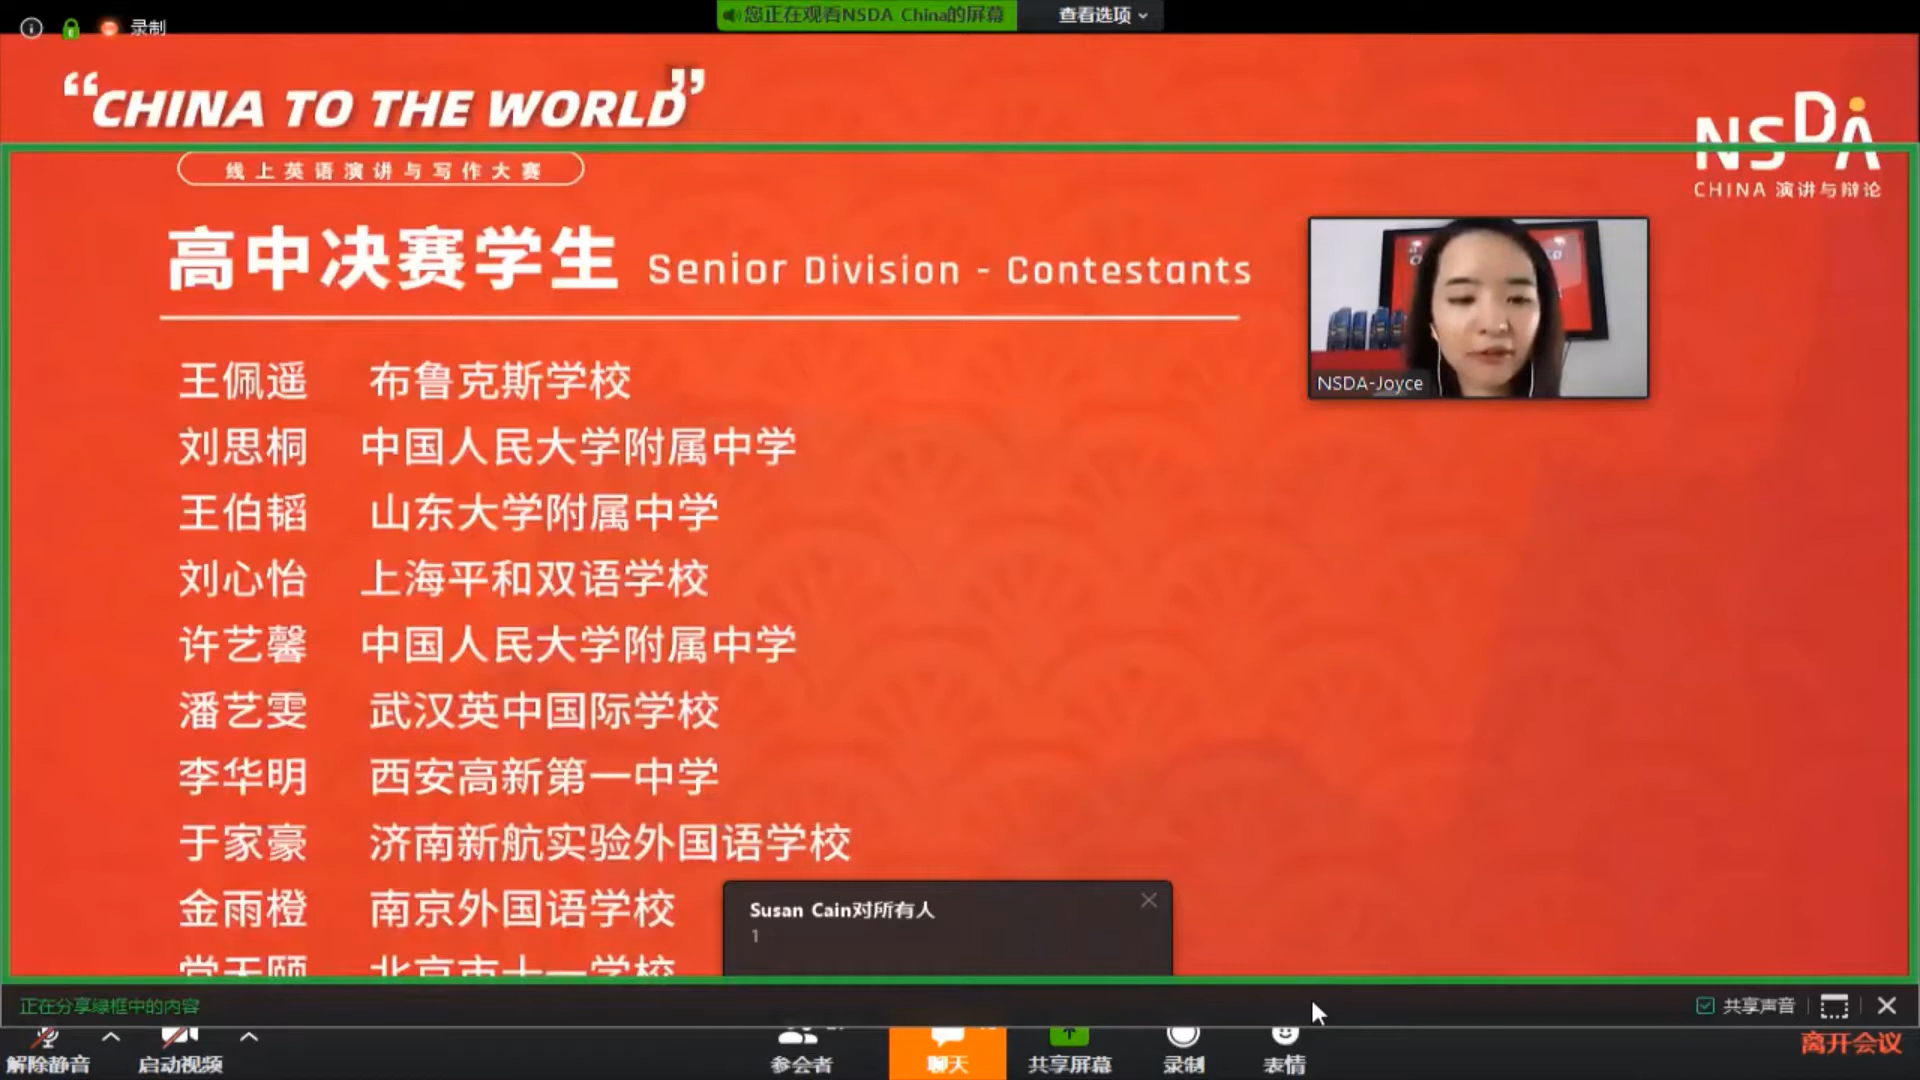 录制
您正在观看NSDA China的屏幕
查看选项
“CHINA TO THE WORLD”
线上英语演讲与写作大赛
NSDA
CHINA 演讲与辩论
高中决赛学生 Senior Division - Contestants
NSDA-Joyce
王佩遥 布鲁克斯学校
刘思桐 中国人民大学附属中学
王伯韬 山东大学附属中学
刘心怡 上海平和双语学校
许艺馨 中国人民大学附属中学
潘艺雯 武汉英中国际学校
李华明 西安高新第一中学
于家豪 济南新航实验外国语学校
金雨橙 南京外国语学校
北京市十一学校
Susan Cain对所有人
1
正在分享绿框中的内容
共享声音
解除静音
启动视频
参会者
聊天
共享屏幕
录制
表情
离开会议